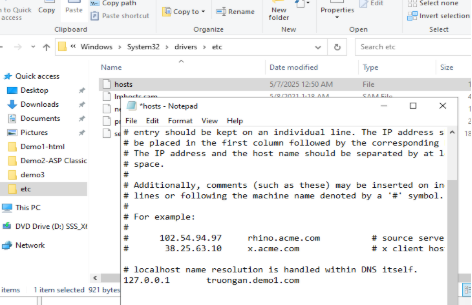 to Quick
access
Copy
Paste
Copy path
Paste shortcut
Copy to
Rename
New
folder
Properties
Edit
Select none
Invert selection
Clipboard
Organize
New
Open
Select
Windows > System32 > drivers > etc
Search etc
Name
Date modified
Type
Size
Quick access
Desktop
Downloads
Documents
Pictures
Demo1-html
Demo2-ASP Classic
demo3
etc
This PC
DVD Drive (D:) SSS_X
Network
hosts
5/7/2025 12:50 AM
File
*hosts - Notepad
File Edit Format View Help
# entry should be kept on an individual line. The IP address s
# be placed in the first column followed by the corresponding
# The IP address and the host name should be separated by at l
# space.
#
# Additionally, comments (such as these) may be inserted on in
# lines or following the machine name denoted by a '#' symbol.
#
# For example:
#
# 102.54.94.97 rhino.acme.com # source serve
# 38.25.63.10 x.acme.com # x client hos
# localhost name resolution is handled within DNS itself.
127.0.0.1 truongan.demo1.com
items
1 item selected 921 bytes